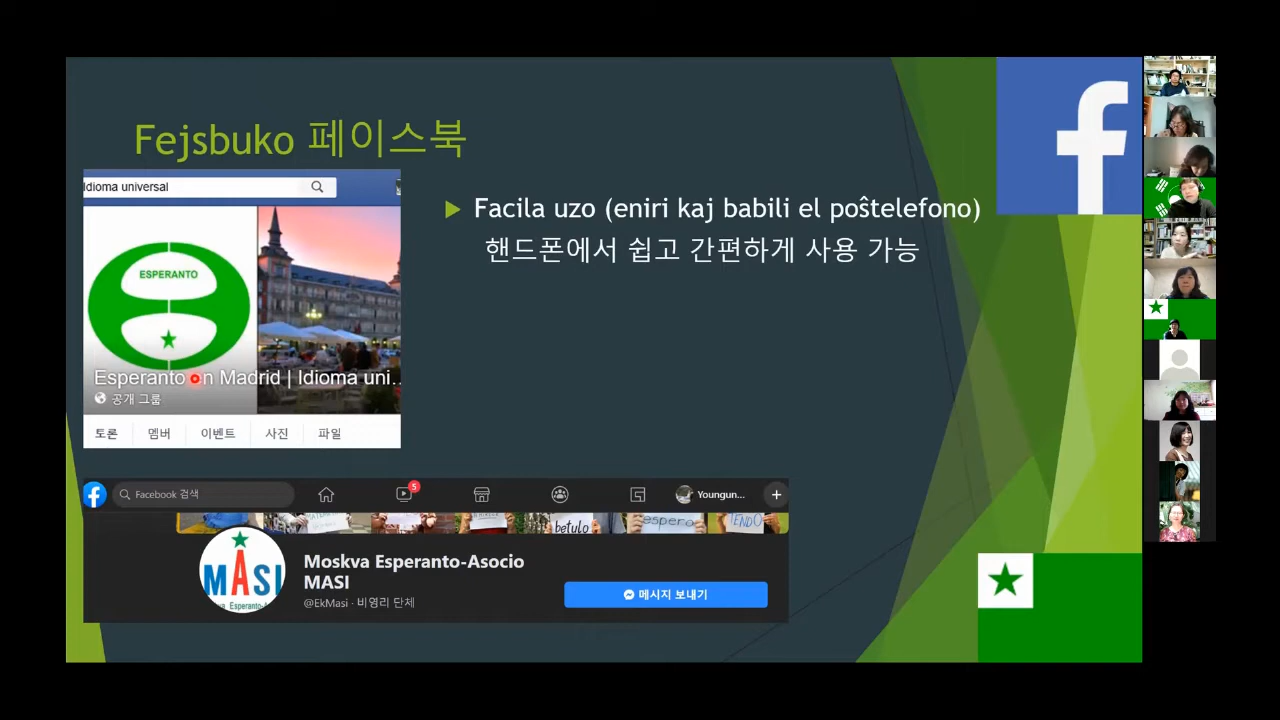 Fejsbuko 페이스북
Idioma universal
ESPERANTO
Esperanto en Madrid | Idioma uni...
공개 그룹
토론 멤버 이벤트 사진 파일
Facila uzo (eniri kaj babili el poŝtelefono)
핸드폰에서 쉽고 간편하게 사용 가능
f
Facebook 검색
5
Youngun...
betulo
espero
TENDO
MASI
Moskva Esperanto-Asocio
MASI
@EkMasi · 비영리 단체
메시지 보내기